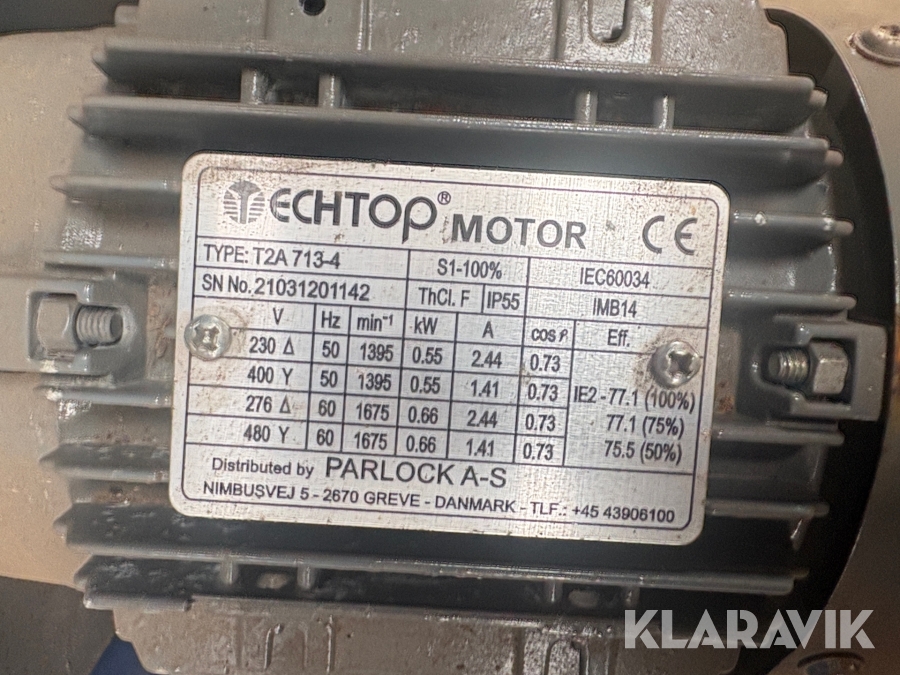 TECHTOP® MOTOR CE
TYPE: T2A 713-4 S1-100% IEC60034
SN No. 21031201142 ThCl. F IP55 IMB14
V Hz min⁻¹ kW A cos φ Eff.
230 Δ 50 1395 0.55 2.44 0.73
400 Y 50 1395 0.55 1.41 0.73 IE2 - 77.1 (100%)
276 Δ 60 1675 0.66 2.44 0.73 77.1 (75%)
480 Y 60 1675 0.66 1.41 0.73 75.5 (50%)
Distributed by PARLOCK A-S
NIMBUSVEJ 5 - 2670 GREVE - DANMARK - TLF.: +45 43906100
KLARAVIK